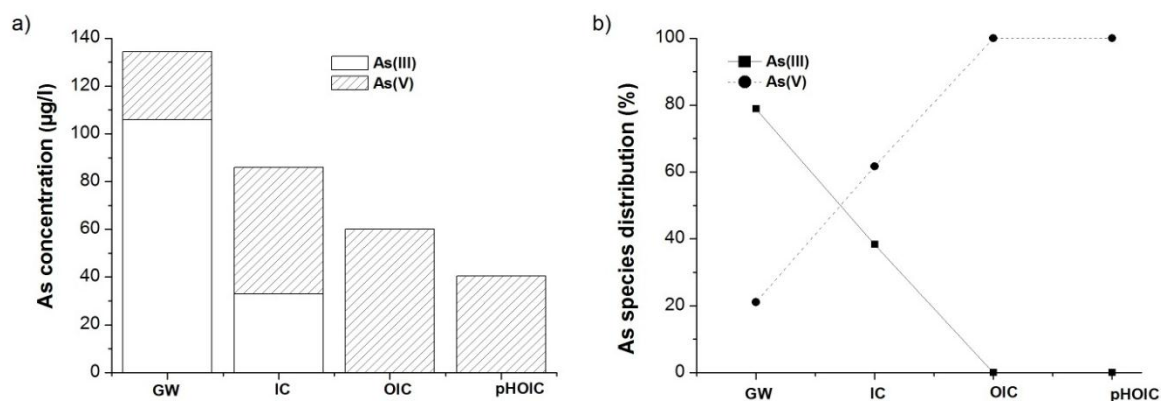 a)
As concentration (µg/l)
140
120
100
80
60
40
20
0
As(III)
As(V)
GW
IC
OIC
pHOIC
b)
As species distribution (%)
100
80
60
40
20
0
As(III)
As(V)
GW
IC
OIC
pHOIC